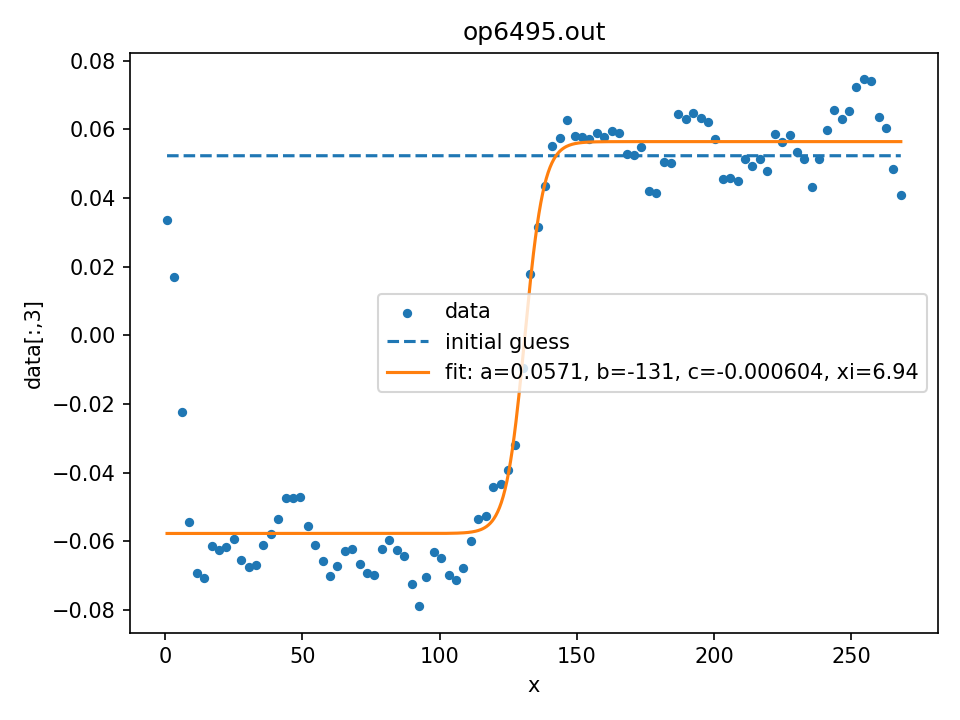 op6495.out
0.08
0.06
0.04
0.02
0.00
−0.02
−0.04
−0.06
−0.08
data[:,3]
data
initial guess
fit: a=0.0571, b=-131, c=-0.000604, xi=6.94
0 50 100 150 200 250
x